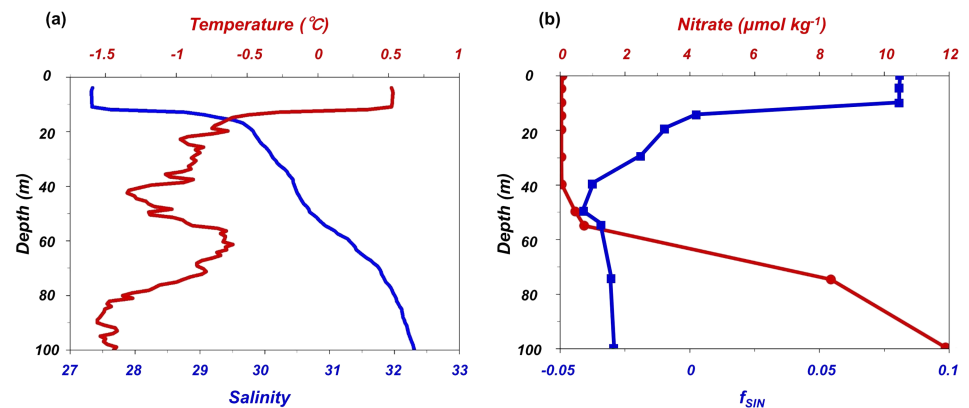 (a)
Temperature (℃)
-1.5 -1 -0.5 0 0.5 1
0
20
40
60
80
100
Depth (m)
27 28 29 30 31 32 33
Salinity
(b)
Nitrate (µmol kg⁻¹)
0 2 4 6 8 10 12
0
20
40
60
80
100
Depth (m)
-0.05 0 0.05 0.1
f_SIN